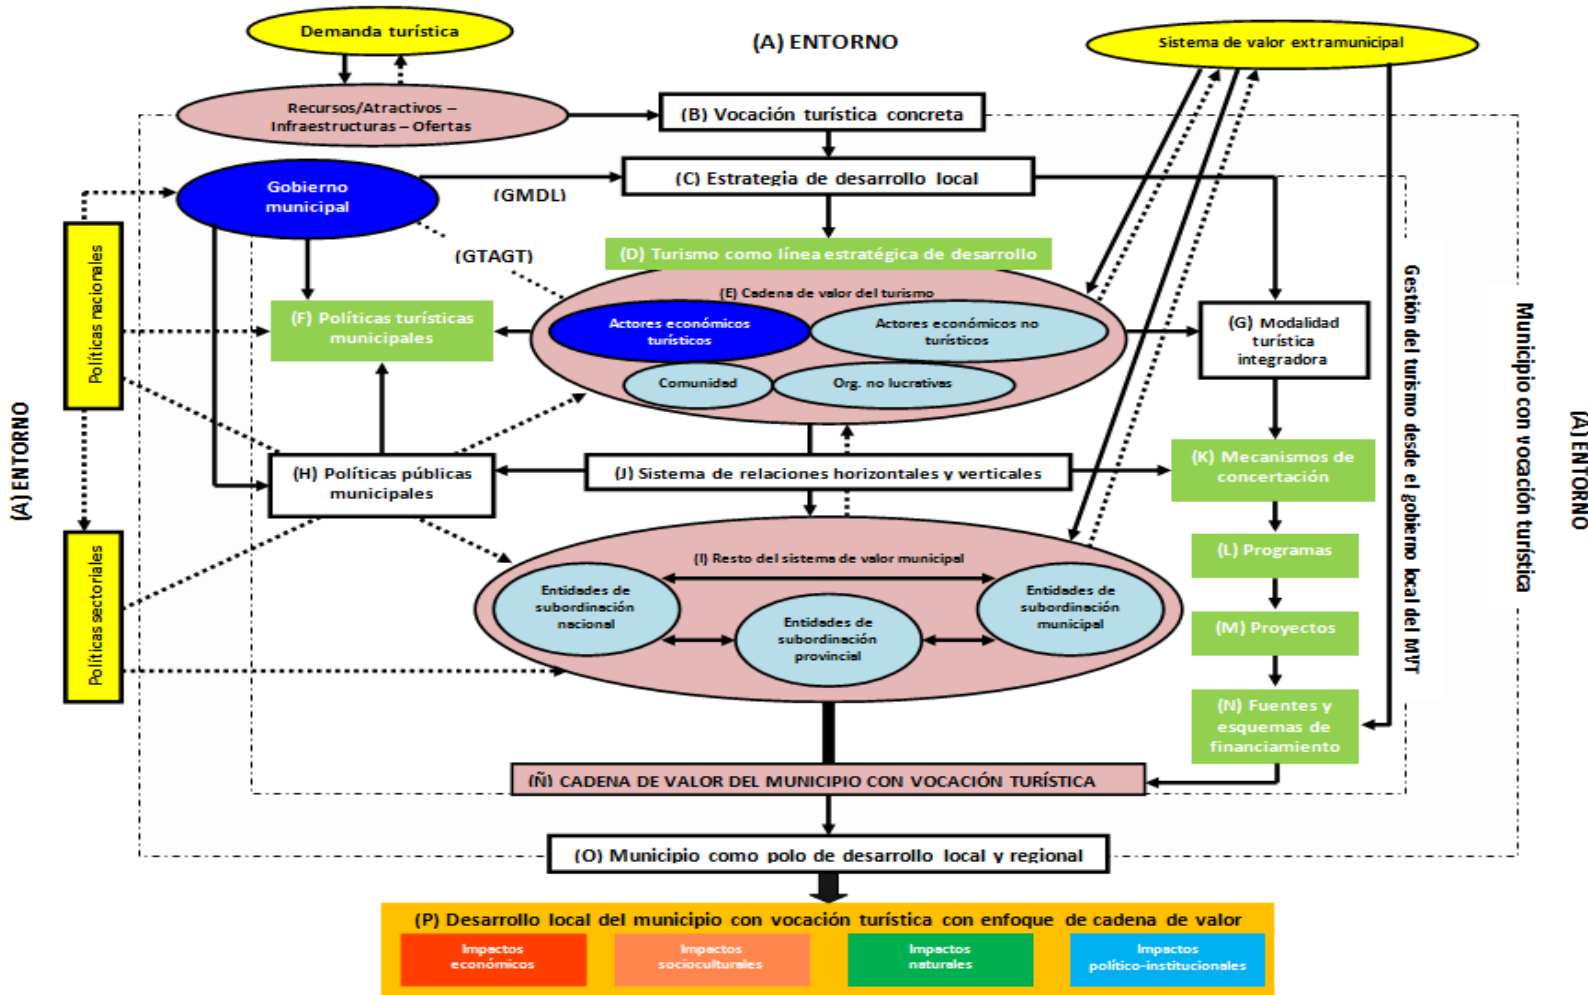 Demanda turística
(A) ENTORNO
Sistema de valor extramunicipal
Recursos/Atractivos –
Infraestructuras – Ofertas
(B) Vocación turística concreta
Gobierno
municipal
(GMDL)
(C) Estrategia de desarrollo local
(GTAGT)
(D) Turismo como línea estratégica de desarrollo
(E) Cadena de valor del turismo
Actores económicos
turísticos
Actores económicos no
turísticos
Comunidad
Org. no lucrativas
(F) Políticas turísticas
municipales
(G) Modalidad
turística
integradora
Políticas nacionales
(A) ENTORNO
Políticas sectoriales
(H) Políticas públicas
municipales
(J) Sistema de relaciones horizontales y verticales
(K) Mecanismos de
concertación
(L) Programas
(M) Proyectos
(N) Fuentes y
esquemas de
financiamiento
(I) Resto del sistema de valor municipal
Entidades de
subordinación
nacional
Entidades de
subordinación
provincial
Entidades de
subordinación
municipal
Gestión del turismo desde el gobierno local del MVT
Municipio con vocación turística
(A) ENTORNO
(Ñ) CADENA DE VALOR DEL MUNICIPIO CON VOCACIÓN TURÍSTICA
(O) Municipio como polo de desarrollo local y regional
(P) Desarrollo local del municipio con vocación turística con enfoque de cadena de valor
Impactos
económicos
Impactos
socioculturales
Impactos
naturales
Impactos
político-institucionales